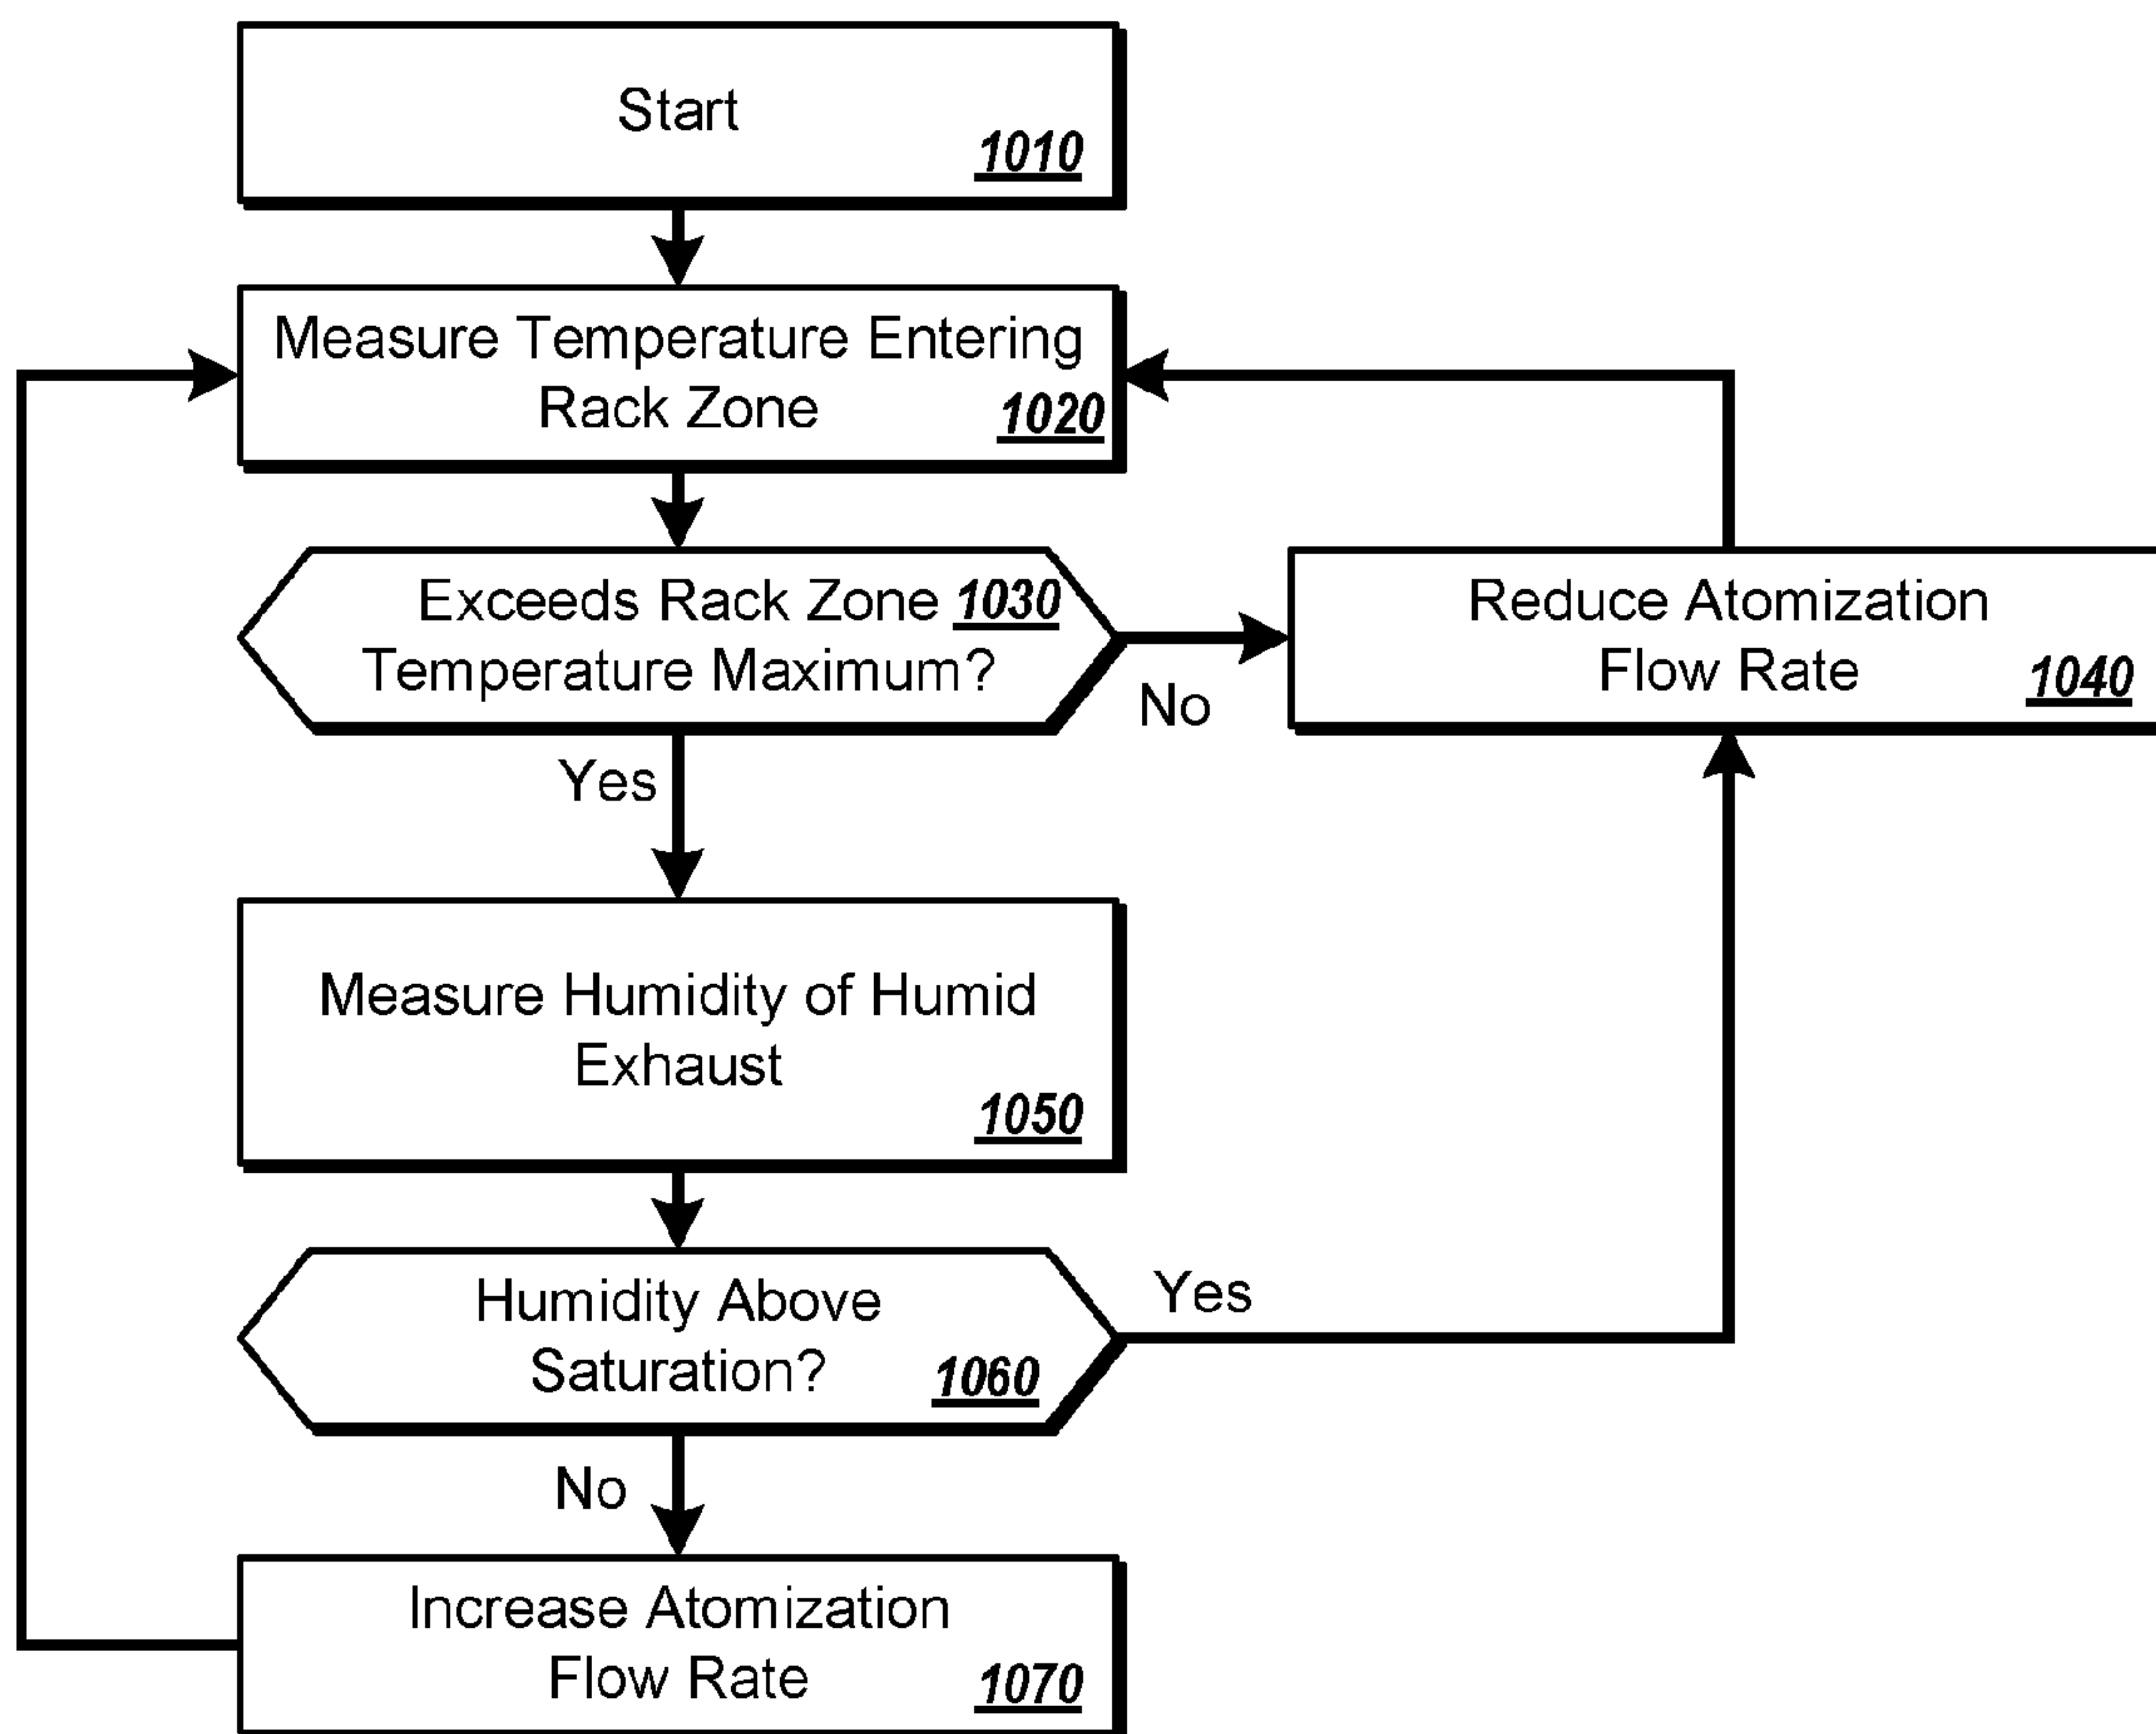 Start
1010
Measure Temperature Entering
Rack Zone 1020
Exceeds Rack Zone 1030
Temperature Maximum?
No
Reduce Atomization
Flow Rate 1040
Yes
Measure Humidity of Humid
Exhaust
1050
Humidity Above
Saturation? 1060
Yes
No
Increase Atomization
Flow Rate 1070